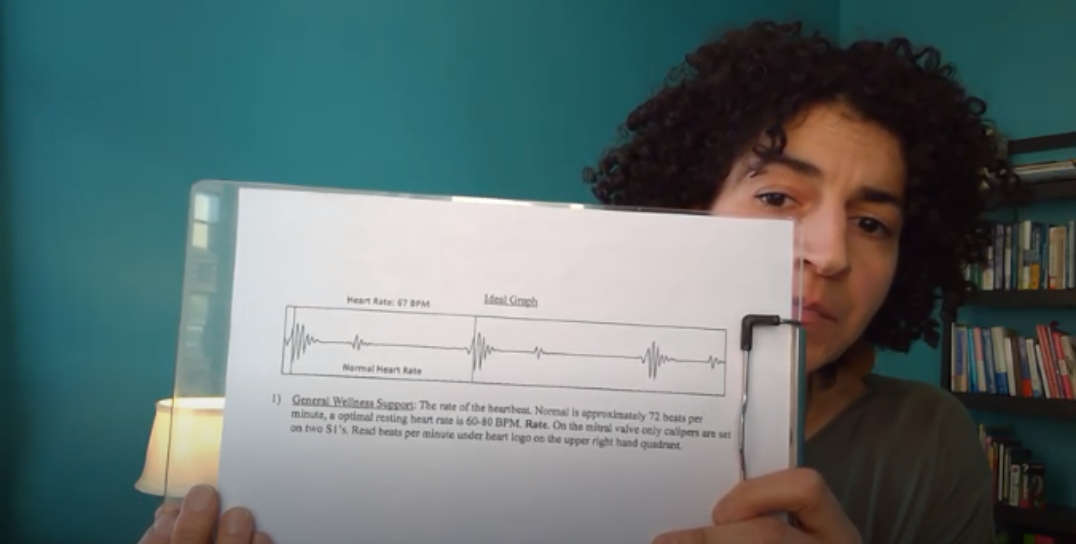 Heart Rate: 67 BPM
Ideal Graph
Normal Heart Rate
1) General Wellness Support: The rate of the heartbeat. Normal is approximately 72 beats per
minute, a optimal resting heart rate is 60-80 BPM. Rate. On the mitral valve only calipers are set
on two S1's. Read beats per minute under heart logo on the upper right hand quadrant.